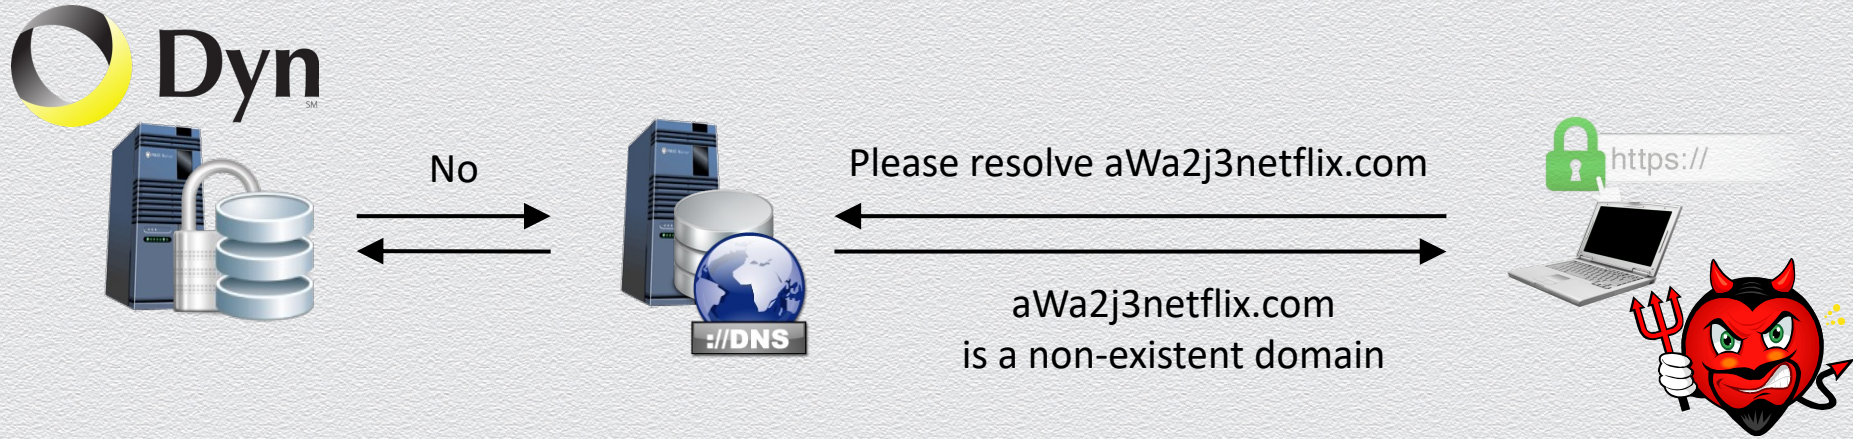 Dyn
SM
No
Please resolve aWa2j3netflix.com
https://
://DNS
aWa2j3netflix.com
is a non-existent domain